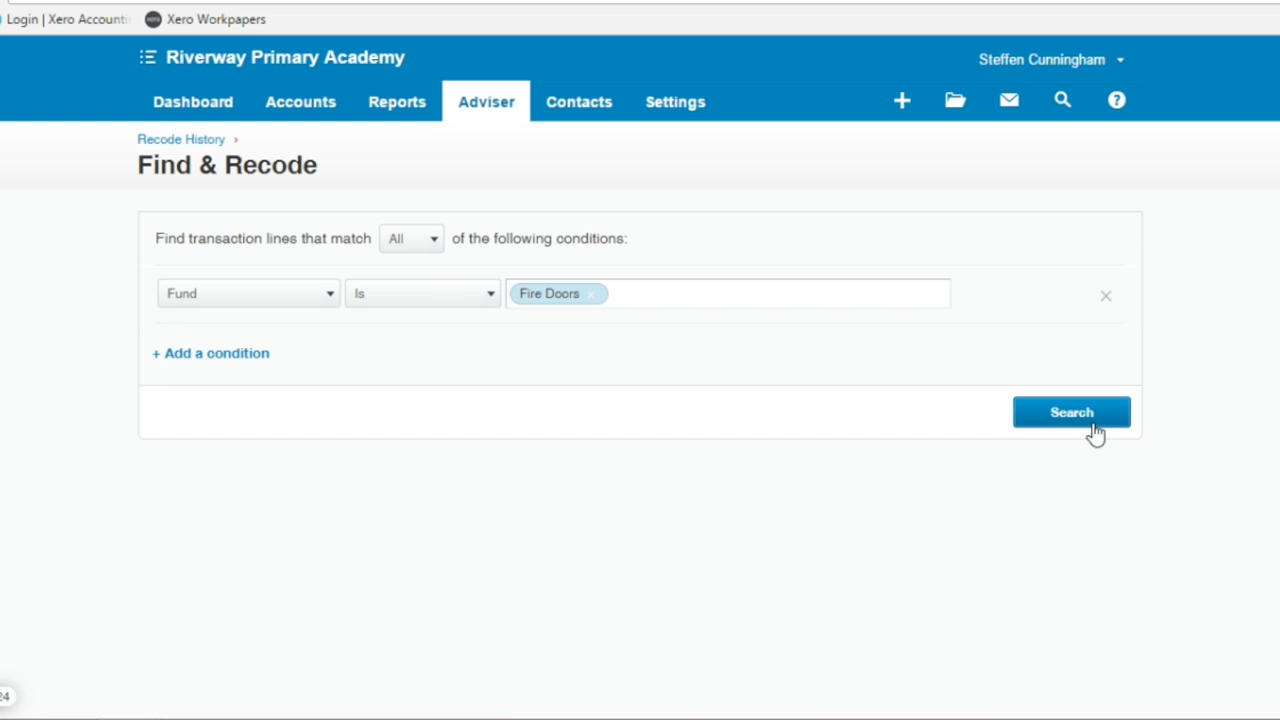 Login | Xero Accounti
Xero Workpapers
Riverway Primary Academy
Steffen Cunningham
Dashboard Accounts Reports Adviser Contacts Settings
Recode History ›
Find & Recode
Find transaction lines that match All of the following conditions:
Fund Is Fire Doors ×
+ Add a condition
Search
24